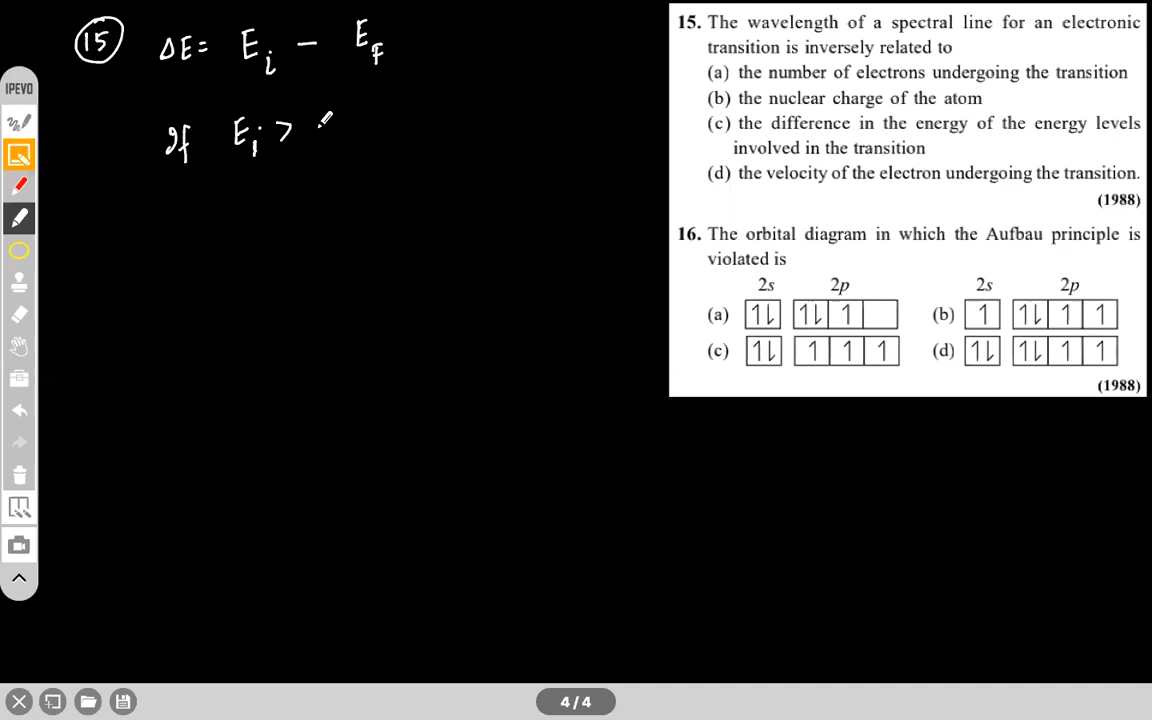 15 ΔE = Ei - EF
If Ei >
IPEVO
15. The wavelength of a spectral line for an electronic
transition is inversely related to
(a) the number of electrons undergoing the transition
(b) the nuclear charge of the atom
(c) the difference in the energy of the energy levels
involved in the transition
(d) the velocity of the electron undergoing the transition.
(1988)
16. The orbital diagram in which the Aufbau principle is
violated is
2s 2p 2s 2p
(a) 1⇂ 1⇂ 1 (b) 1 1⇂ 1 1
(c) 1⇂ 1 1 1 (d) 1⇂ 1⇂ 1 1
(1988)
4/4